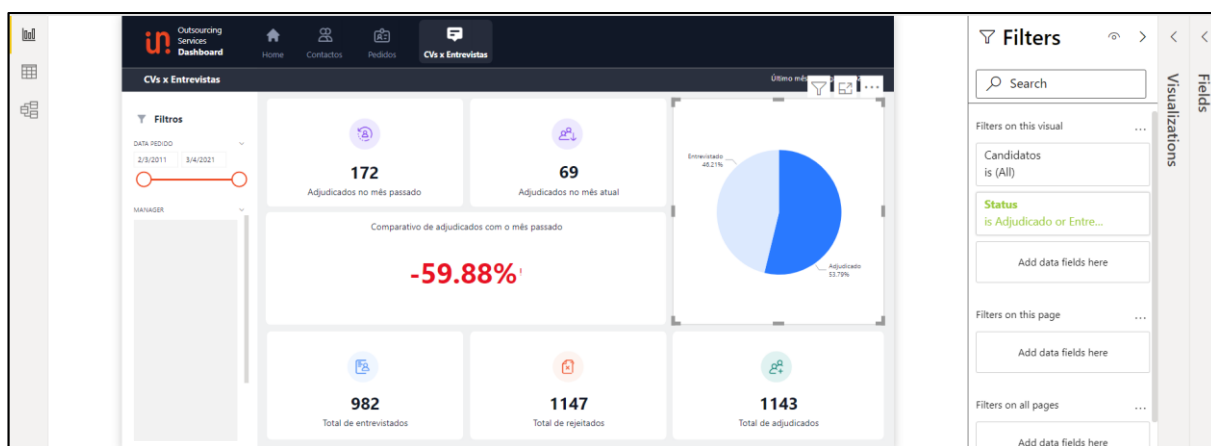 Outsourcing
Services
Dashboard
Home
Contactos
Pedidos
CVs x Entrevistas
CVs x Entrevistas
Último mês
Filtros
DATA PEDIDO
2/3/2011
3/4/2021
MANAGER
172
Adjudicados no mês passado
69
Adjudicados no mês atual
Comparativo de adjudicados com o mês passado
-59.88%!
Entrevistado
46.21%
Adjudicado
53.79%
982
Total de entrevistados
1147
Total de rejeitados
1143
Total de adjudicados
Filters
Search
Filters on this visual
...
Candidatos
is (All)
Status
is Adjudicado or Entre...
Add data fields here
Filters on this page
...
Add data fields here
Filters on all pages
...
Add data fields here
Visualizations
Fields